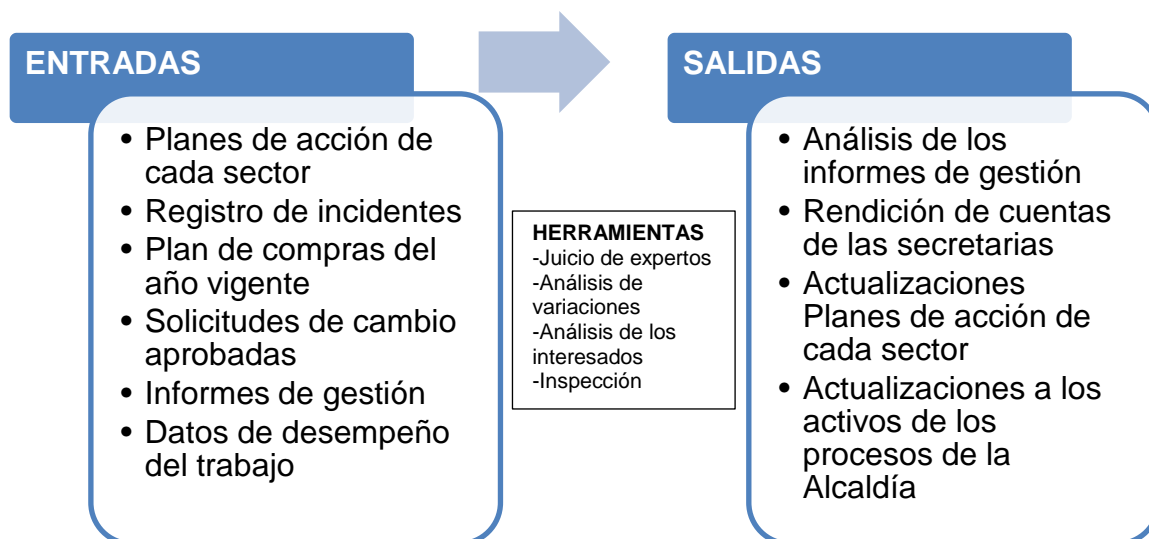 ENTRADAS
• Planes de acción de
cada sector
• Registro de incidentes
• Plan de compras del
año vigente
• Solicitudes de cambio
aprobadas
• Informes de gestión
• Datos de desempeño
del trabajo
HERRAMIENTAS
-Juicio de expertos
-Análisis de
variaciones
-Análisis de los
interesados
-Inspección
SALIDAS
• Análisis de los
informes de gestión
• Rendición de cuentas
de las secretarias
• Actualizaciones
Planes de acción de
cada sector
• Actualizaciones a los
activos de los
procesos de la
Alcaldía